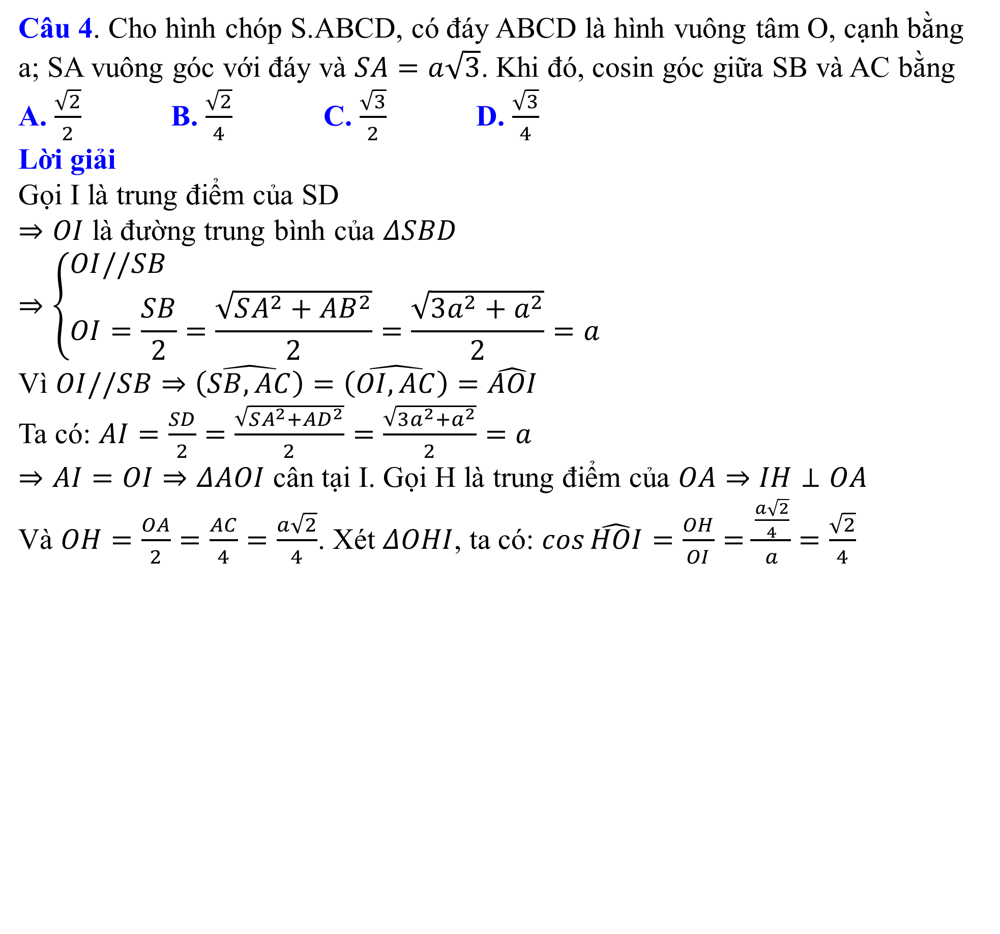 Câu 4. Cho hình chóp S.ABCD, có đáy ABCD là hình vuông tâm O, cạnh bằng
a; SA vuông góc với đáy và $SA = a\sqrt{3}$. Khi đó, cosin góc giữa SB và AC bằng
A. $\frac{\sqrt{2}}{2}$ B. $\frac{\sqrt{2}}{4}$ C. $\frac{\sqrt{3}}{2}$ D. $\frac{\sqrt{3}}{4}$
Lời giải
Gọi I là trung điểm của SD
$\Rightarrow OI$ là đường trung bình của $\Delta SBD$
$\Rightarrow \begin{cases} OI // SB \\ OI = \frac{SB}{2} = \frac{\sqrt{SA^2 + AB^2}}{2} = \frac{\sqrt{3a^2 + a^2}}{2} = a \end{cases}$
Vì $OI // SB \Rightarrow (\widehat{SB, AC}) = (\widehat{OI, AC}) = \widehat{AOI}$
Ta có: $AI = \frac{SD}{2} = \frac{\sqrt{SA^2 + AD^2}}{2} = \frac{\sqrt{3a^2 + a^2}}{2} = a$
$\Rightarrow AI = OI \Rightarrow \Delta AOI$ cân tại I. Gọi H là trung điểm của $OA \Rightarrow IH \perp OA$
Và $OH = \frac{OA}{2} = \frac{AC}{4} = \frac{a\sqrt{2}}{4}$. Xét $\Delta OHI$, ta có: $cos\,\widehat{HOI} = \frac{OH}{OI} = \frac{\frac{a\sqrt{2}}{4}}{a} = \frac{\sqrt{2}}{4}$